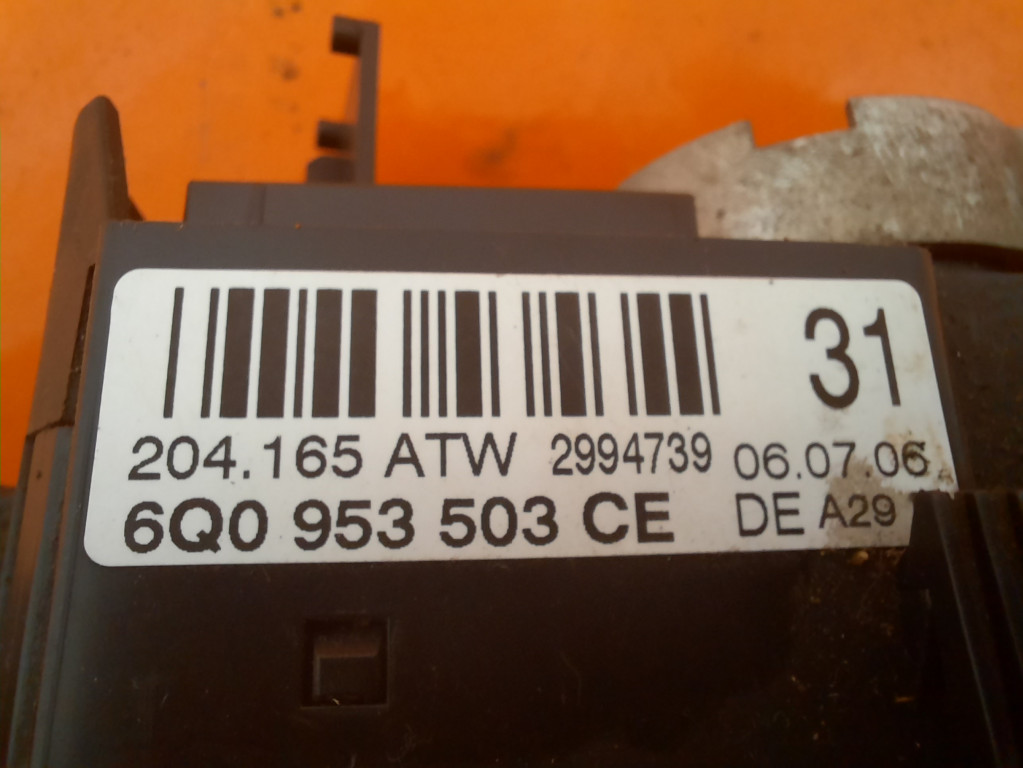 31
204.165 ATW 2994739 06.07.06
6Q0 953 503 CE DE A29